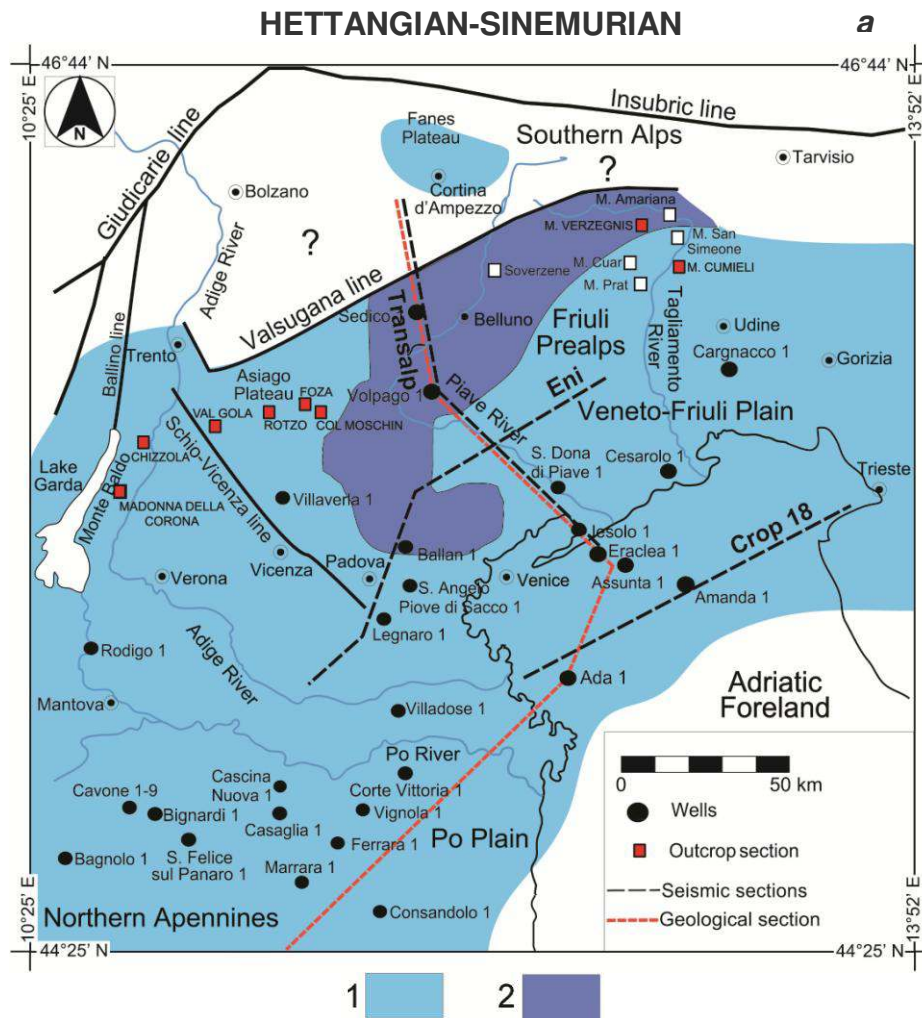 HETTANGIAN-SINEMURIAN
a
46°44’ N
46°44’ N
10°25’ E
13°52’ E
N
Insubric line
Fanes
Plateau
Southern Alps
Giudicarie line
Tarvisio
?
Bolzano
Cortina
d’Ampezzo
M. Amariana
?
M. VERZEGNIS
M. San
Simeone
Adige River
Soverzene
M. Cuar
M. CUMIELI
M. Prat
Valsugana line
Transalp
Sedico
Belluno
Friuli
Prealps
Tagliamento
River
Udine
Ballino line
Trento
Cargnacco 1
Gorizia
Asiago
Plateau
FOZA
Volpago 1
Piave River
Eni
VAL GOLA
ROTZO
COL MOSCHIN
Veneto-Friuli Plain
CHIZZOLA
Schio-Vicenza line
S. Dona
di Piave 1
Cesarolo 1
Lake
Garda
Monte Baldo
MADONNA DELLA
CORONA
Villaverla 1
Trieste
Iesolo 1
Crop 18
Vicenza
Ballan 1
Eraclea 1
Verona
Padova
Venice
Assunta 1
S. Angelo
Piove di Sacco 1
Amanda 1
Legnaro 1
Rodigo 1
Adige River
Ada 1
Mantova
Villadose 1
Adriatic
Foreland
Po River
0
50 km
Cavone 1-9
Cascina
Nuova 1
Corte Vittoria 1
Bignardi 1
Casaglia 1
Vignola 1
Wells
Ferrara 1
Po Plain
Bagnolo 1
S. Felice
sul Panaro 1
Marrara 1
Outcrop section
Seismic sections
Northern Apennines
Consandolo 1
Geological section
10°25’ E
13°52’ E
44°25’ N
44°25’ N
1
2